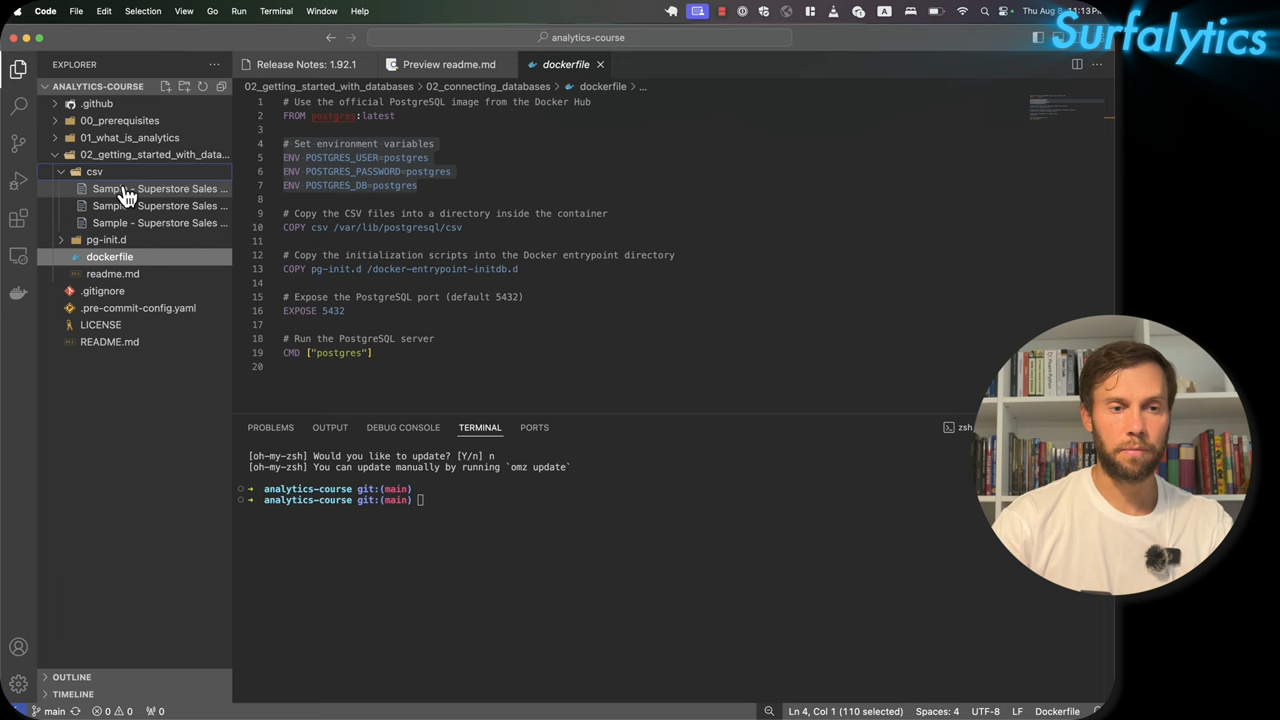 Code File Edit Selection View Go Run Terminal Window Help
A
Thu Aug 8 11:13PM
Surfalytics
analytics-course
EXPLORER
Release Notes: 1.92.1
Preview readme.md
dockerfile
ANALYTICS-COURSE
.github
00_prerequisites
01_what_is_analytics
02_getting_started_with_data...
csv
Sample - Superstore Sales ...
Sample - Superstore Sales ...
Sample - Superstore Sales ...
pg-init.d
dockerfile
readme.md
.gitignore
.pre-commit-config.yaml
LICENSE
README.md
02_getting_started_with_databases > 02_connecting_databases > dockerfile > ...
1 # Use the official PostgreSQL image from the Docker Hub
2 FROM postgres:latest
3
4 # Set environment variables
5 ENV POSTGRES_USER=postgres
6 ENV POSTGRES_PASSWORD=postgres
7 ENV POSTGRES_DB=postgres
8
9 # Copy the CSV files into a directory inside the container
10 COPY csv /var/lib/postgresql/csv
11
12 # Copy the initialization scripts into the Docker entrypoint directory
13 COPY pg-init.d /docker-entrypoint-initdb.d
14
15 # Expose the PostgreSQL port (default 5432)
16 EXPOSE 5432
17
18 # Run the PostgreSQL server
19 CMD ["postgres"]
20
PROBLEMS OUTPUT DEBUG CONSOLE TERMINAL PORTS
zsh
[oh-my-zsh] Would you like to update? [Y/n] n
[oh-my-zsh] You can update manually by running `omz update`
analytics-course git:(main)
analytics-course git:(main)
OUTLINE
TIMELINE
main 0 0 0
Ln 4, Col 1 (110 selected) Spaces: 4 UTF-8 LF Dockerfile